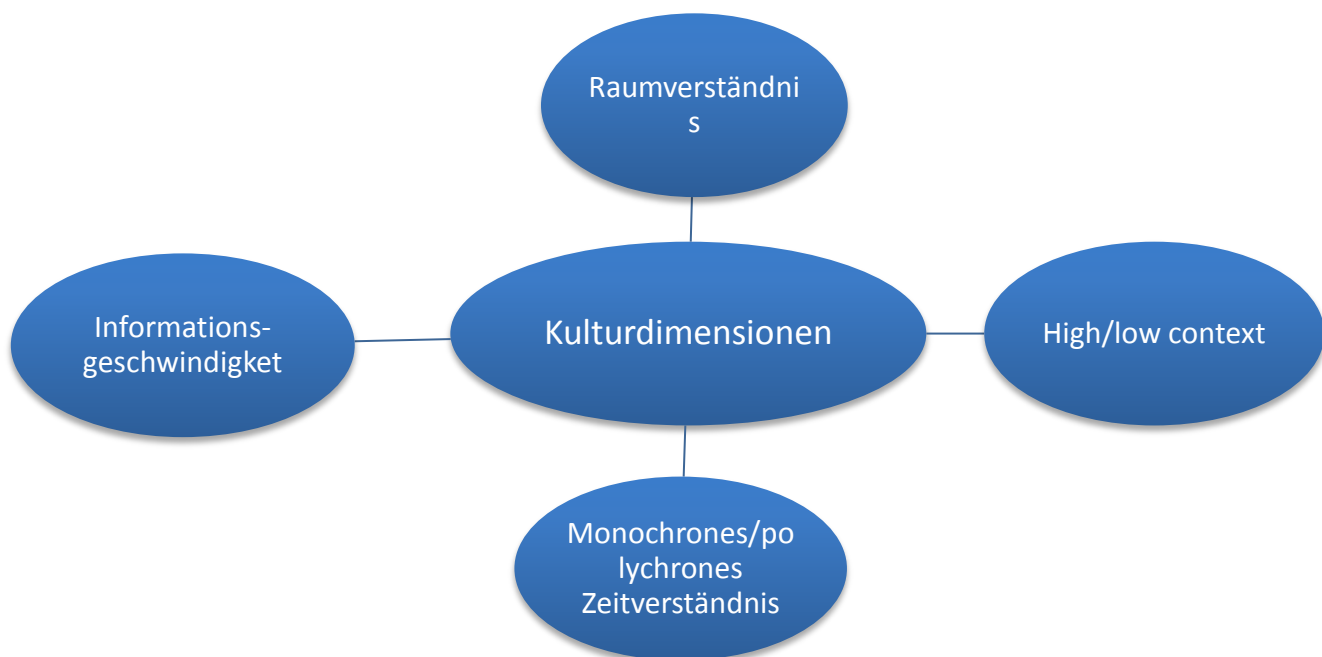 Raumverständni
s
Informations-
geschwindigket
Kulturdimensionen
High/low context
Monochrones/po
lychrones
Zeitverständnis